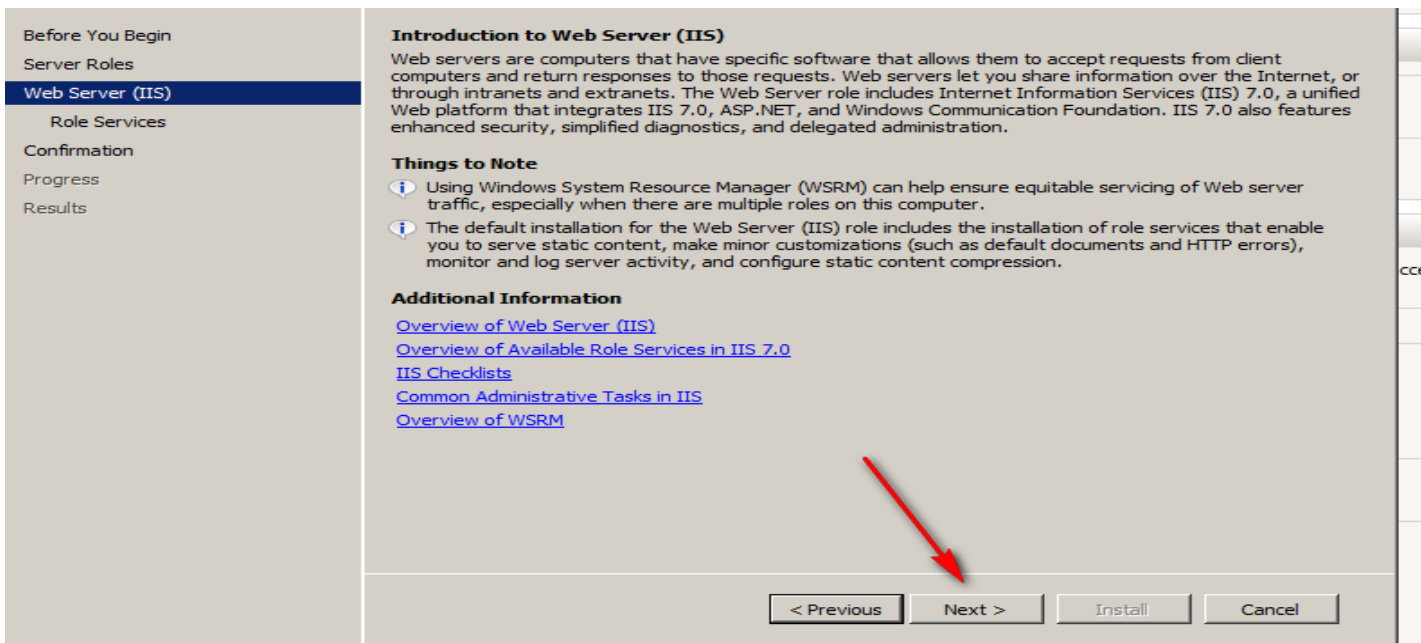 Before You Begin
Server Roles
Web Server (IIS)
Role Services
Confirmation
Progress
Results
Introduction to Web Server (IIS)
Web servers are computers that have specific software that allows them to accept requests from client
computers and return responses to those requests. Web servers let you share information over the Internet, or
through intranets and extranets. The Web Server role includes Internet Information Services (IIS) 7.0, a unified
Web platform that integrates IIS 7.0, ASP.NET, and Windows Communication Foundation. IIS 7.0 also features
enhanced security, simplified diagnostics, and delegated administration.
Things to Note
Using Windows System Resource Manager (WSRM) can help ensure equitable servicing of Web server
traffic, especially when there are multiple roles on this computer.
The default installation for the Web Server (IIS) role includes the installation of role services that enable
you to serve static content, make minor customizations (such as default documents and HTTP errors),
monitor and log server activity, and configure static content compression.
Additional Information
Overview of Web Server (IIS)
Overview of Available Role Services in IIS 7.0
IIS Checklists
Common Administrative Tasks in IIS
Overview of WSRM
< Previous Next > Install Cancel